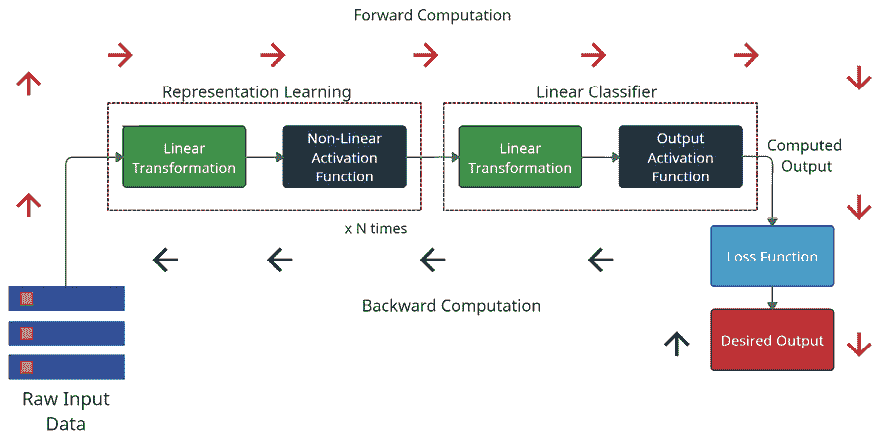 Forward Computation
Representation Learning
Linear Classifier
Linear
Transformation
Non-Linear
Activation
Function
Linear
Transformation
Output
Activation
Function
Computed
Output
x N times
Loss Function
Backward Computation
Desired Output
Raw Input
Data